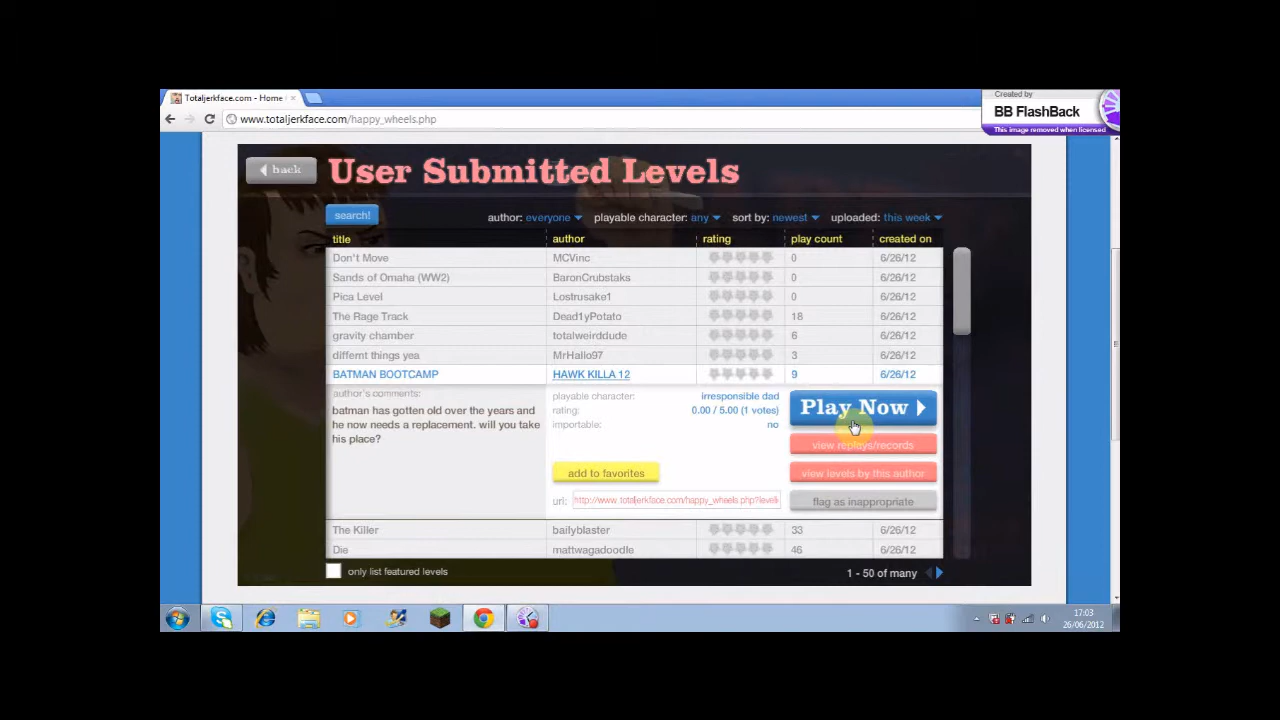 Totaljerkface.com - Home
www.totaljerkface.com/happy_wheels.php
Created by
BB FlashBack
This image removed when licensed
back
User Submitted Levels
search!
author: everyone playable character: any sort by: newest uploaded: this week
title author rating play count created on
Don't Move MCVinc 0 6/26/12
Sands of Omaha (WW2) BaronCrubstaks 0 6/26/12
Pica Level Lostrusake1 0 6/26/12
The Rage Track Dead1yPotato 18 6/26/12
gravity chamber totalweirddude 6 6/26/12
differnt things yea MrHallo97 3 6/26/12
BATMAN BOOTCAMP HAWK KILLA 12 9 6/26/12
author's comments:
batman has gotten old over the years and
he now needs a replacement. will you take
his place?
playable character: irresponsible dad
rating: 0.00 / 5.00 (1 votes)
importable: no
add to favorites
url: http://www.totaljerkface.com/happy_wheels.php?leveli
Play Now
view replays/records
view levels by this author
flag as inappropriate
The Killer bailyblaster 33 6/26/12
Die mattwagadoodle 46 6/26/12
only list featured levels
1 - 50 of many
17:03
26/06/2012